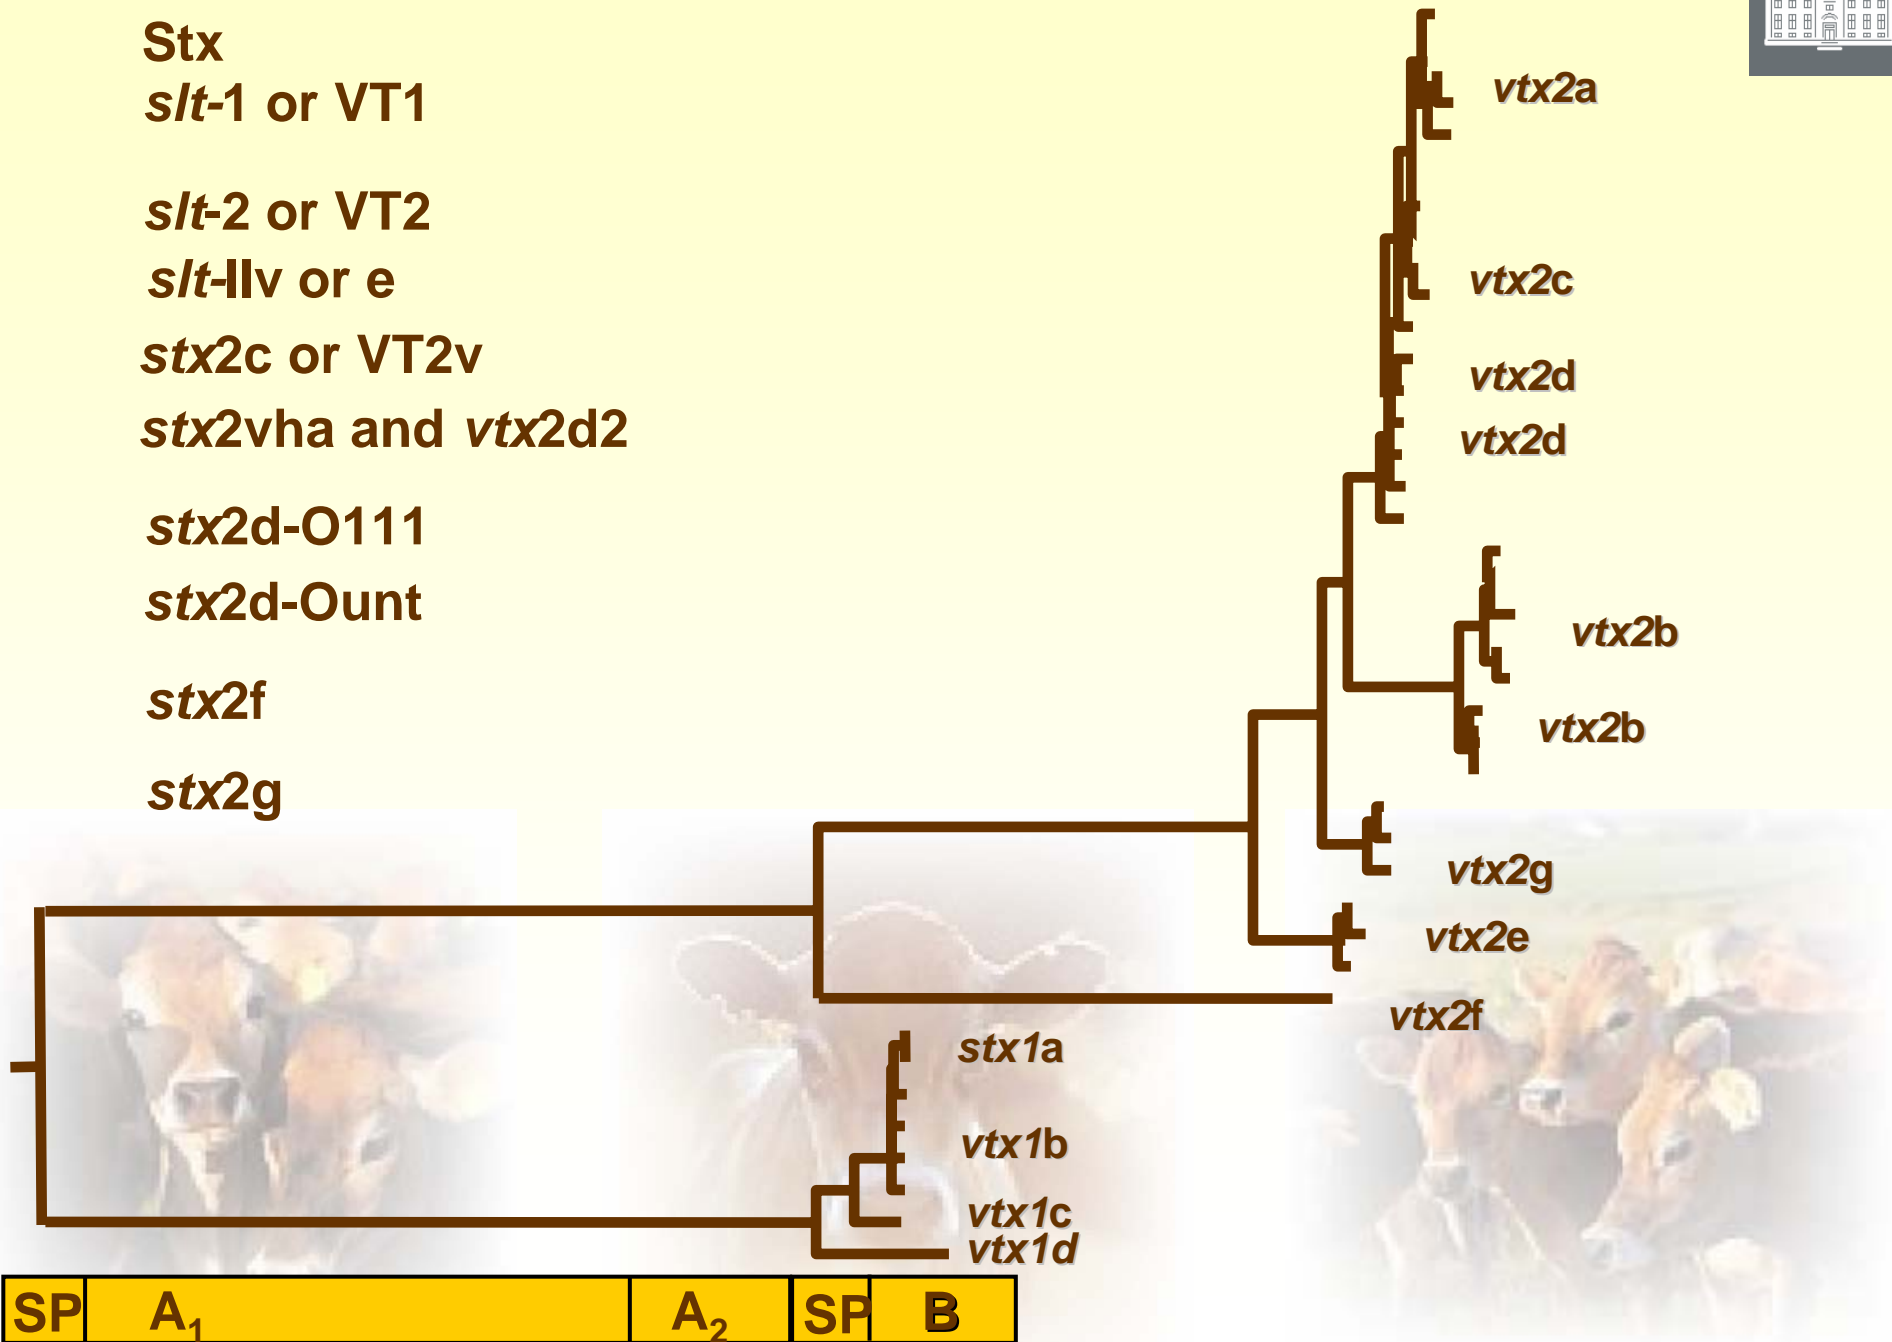 Stx
slt-1 or VT1
slt-2 or VT2
slt-IIv or e
stx2c or VT2v
stx2vha and vtx2d2
stx2d-O111
stx2d-Ount
stx2f
stx2g
vtx2a
vtx2c
vtx2d
vtx2d
vtx2b
vtx2b
vtx2g
vtx2e
vtx2f
stx1a
vtx1b
vtx1c
vtx1d
SP A₁ A₂ SP B